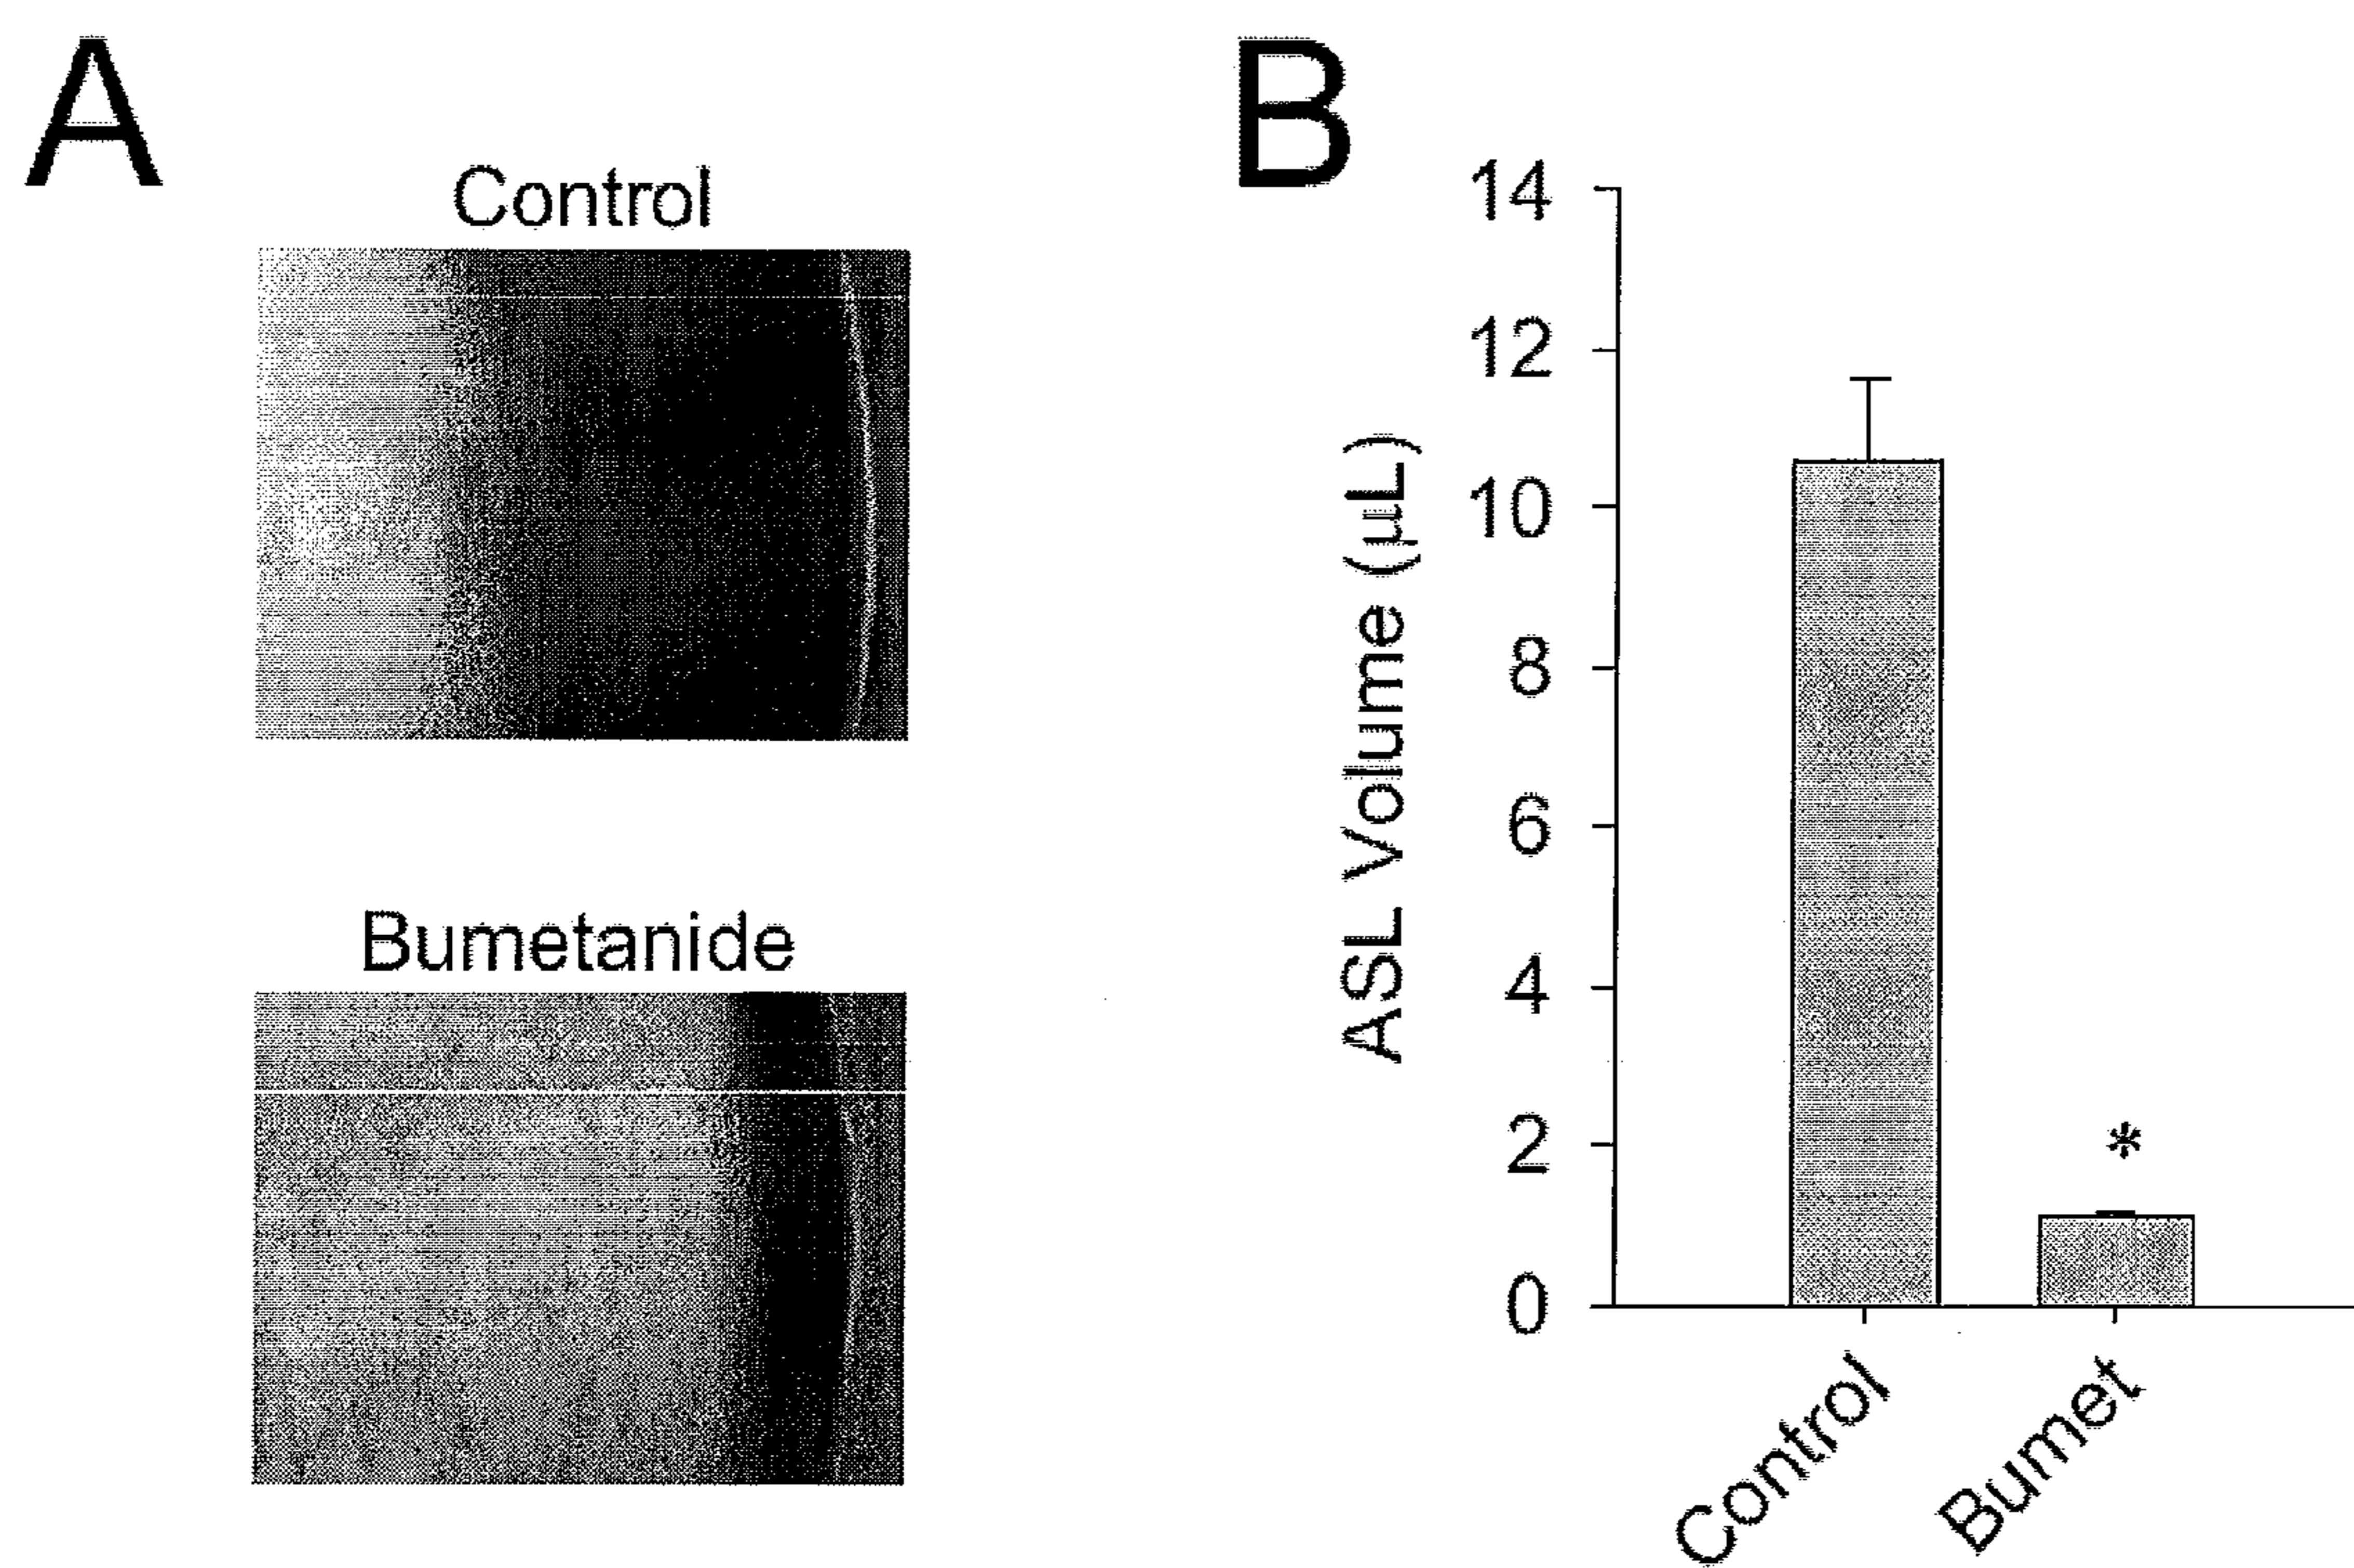 A
Control
Bumetanide
B
14
12
10
8
6
4
2
0
ASL Volume (µL)
*
Control
Bumet